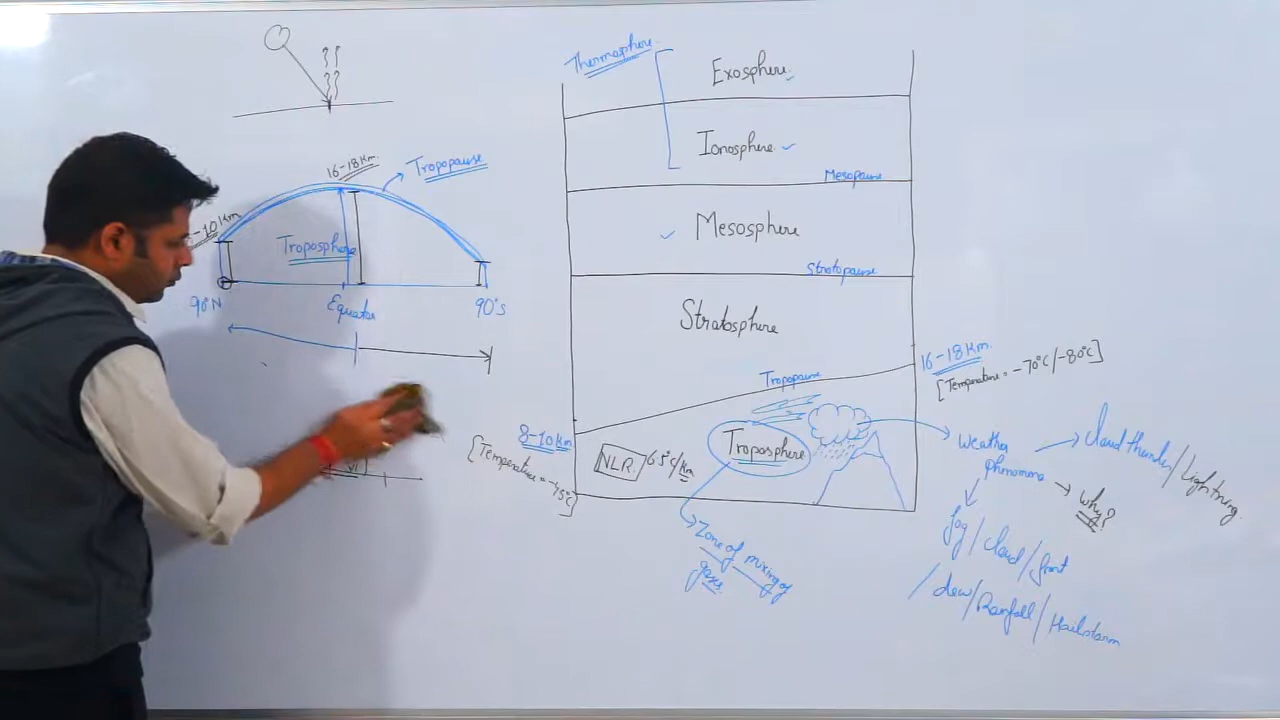 Thermosphere
Exosphere
Ionosphere
Mesopause
Mesosphere
Stratopause
Stratosphere
16-18 Km.
[Temperature = -70°C/-80°C]
Tropopause
8-10 Km
[Temperature = -45°C]
NLR
6.5°/Km
Troposphere
Zone of mixing of
gases
Weather
phenomena
Cloud thunder/Lightning
Why?
fog/cloud/frost
/dew/Rainfall/Hailstorm
16-18 Km.
Tropopause
-10 Km
Troposphere
90°N
Equator
90°S